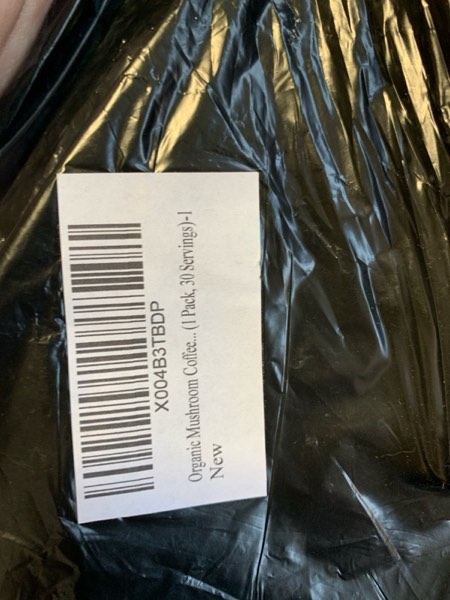 X004B3TBDP
Organic Mushroom Coffee... (1 Pack, 30 Servings)-1
New